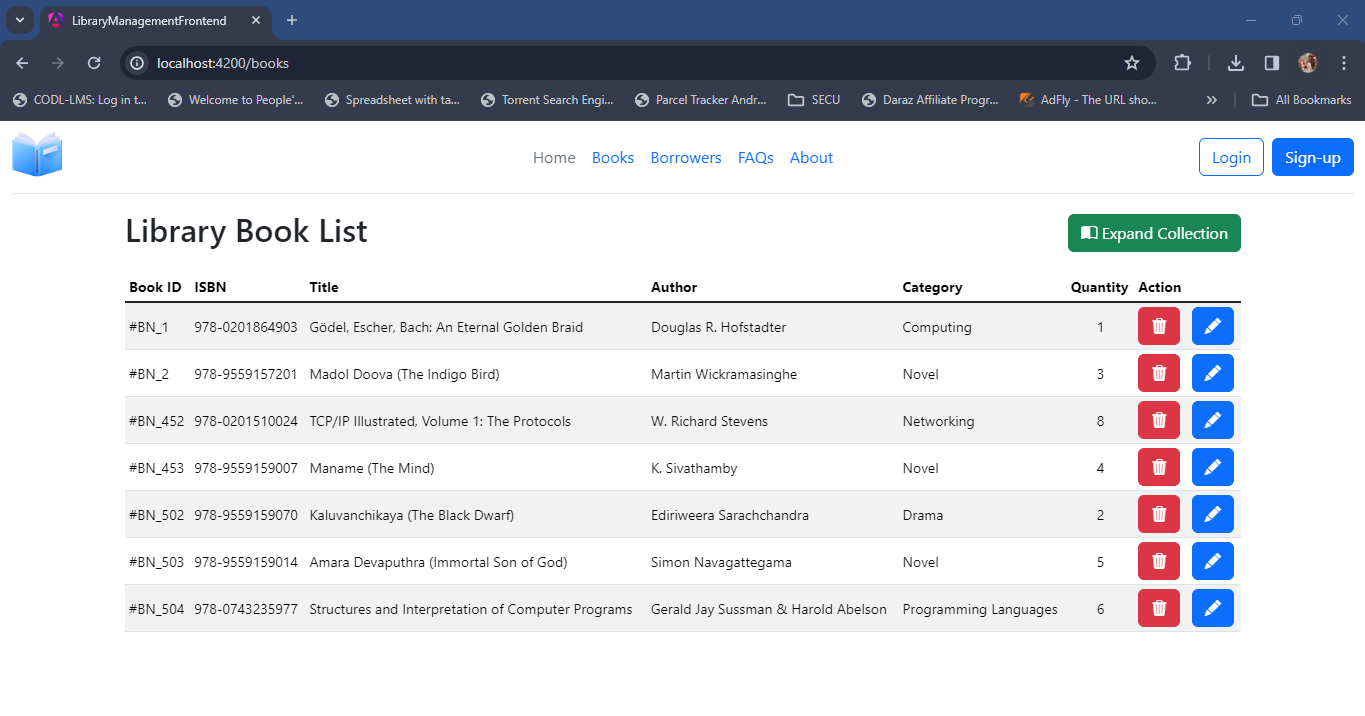 LibraryManagementFrontend
localhost:4200/books
CODL-LMS: Log in t... Welcome to People'... Spreadsheet with ta... Torrent Search Engi... Parcel Tracker Andr... SECU Daraz Affiliate Progr... AdFly - The URL sho... » All Bookmarks
Home Books Borrowers FAQs About Login Sign-up
Library Book List Expand Collection
Book ID ISBN Title Author Category Quantity Action
#BN_1 978-0201864903 Gödel, Escher, Bach: An Eternal Golden Braid Douglas R. Hofstadter Computing 1
#BN_2 978-9559157201 Madol Doova (The Indigo Bird) Martin Wickramasinghe Novel 3
#BN_452 978-0201510024 TCP/IP Illustrated, Volume 1: The Protocols W. Richard Stevens Networking 8
#BN_453 978-9559159007 Maname (The Mind) K. Sivathamby Novel 4
#BN_502 978-9559159070 Kaluvanchikaya (The Black Dwarf) Ediriweera Sarachchandra Drama 2
#BN_503 978-9559159014 Amara Devaputhra (Immortal Son of God) Simon Navagattegama Novel 5
#BN_504 978-0743235977 Structures and Interpretation of Computer Programs Gerald Jay Sussman & Harold Abelson Programming Languages 6